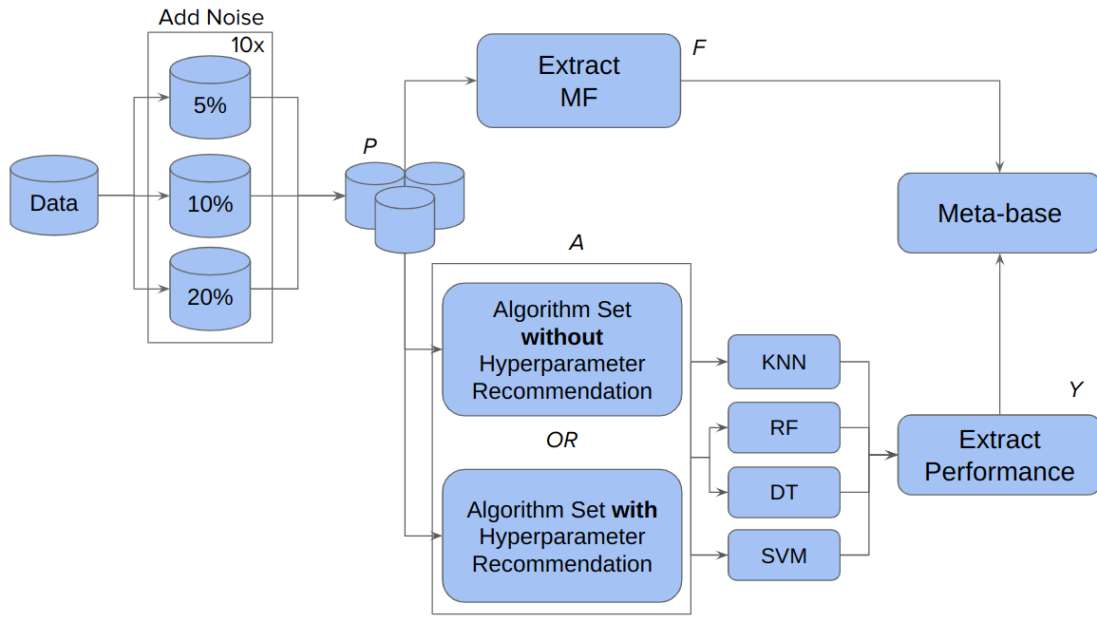 Add Noise
10x
5%
Data
10%
20%
P
Extract
MF
F
Meta-base
A
Algorithm Set
without
Hyperparameter
Recommendation
OR
Algorithm Set with
Hyperparameter
Recommendation
KNN
RF
DT
SVM
Y
Extract
Performance